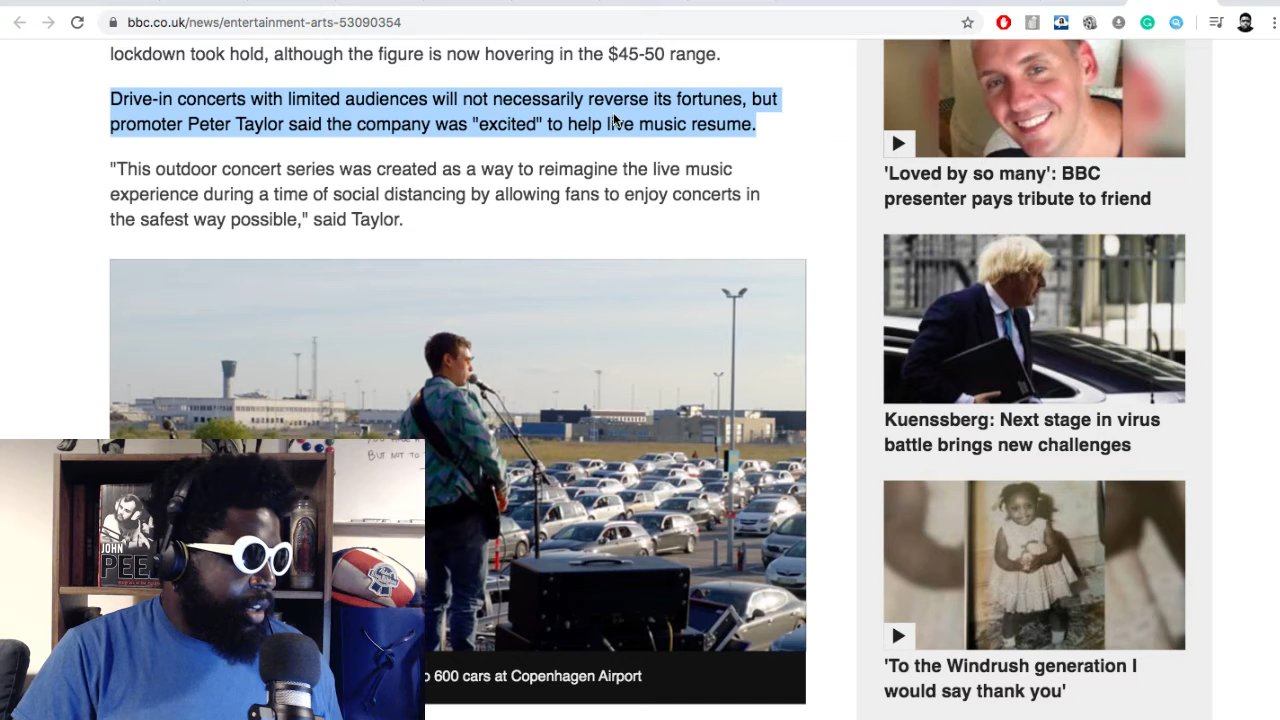 bbc.co.uk/news/entertainment-arts-53090354
lockdown took hold, although the figure is now hovering in the $45-50 range.
Drive-in concerts with limited audiences will not necessarily reverse its fortunes, but
promoter Peter Taylor said the company was "excited" to help live music resume.
"This outdoor concert series was created as a way to reimagine the live music
experience during a time of social distancing by allowing fans to enjoy concerts in
the safest way possible," said Taylor.
BUT NOT TO
JOHN
PEE
o 600 cars at Copenhagen Airport
'Loved by so many': BBC
presenter pays tribute to friend
Kuenssberg: Next stage in virus
battle brings new challenges
'To the Windrush generation I
would say thank you'